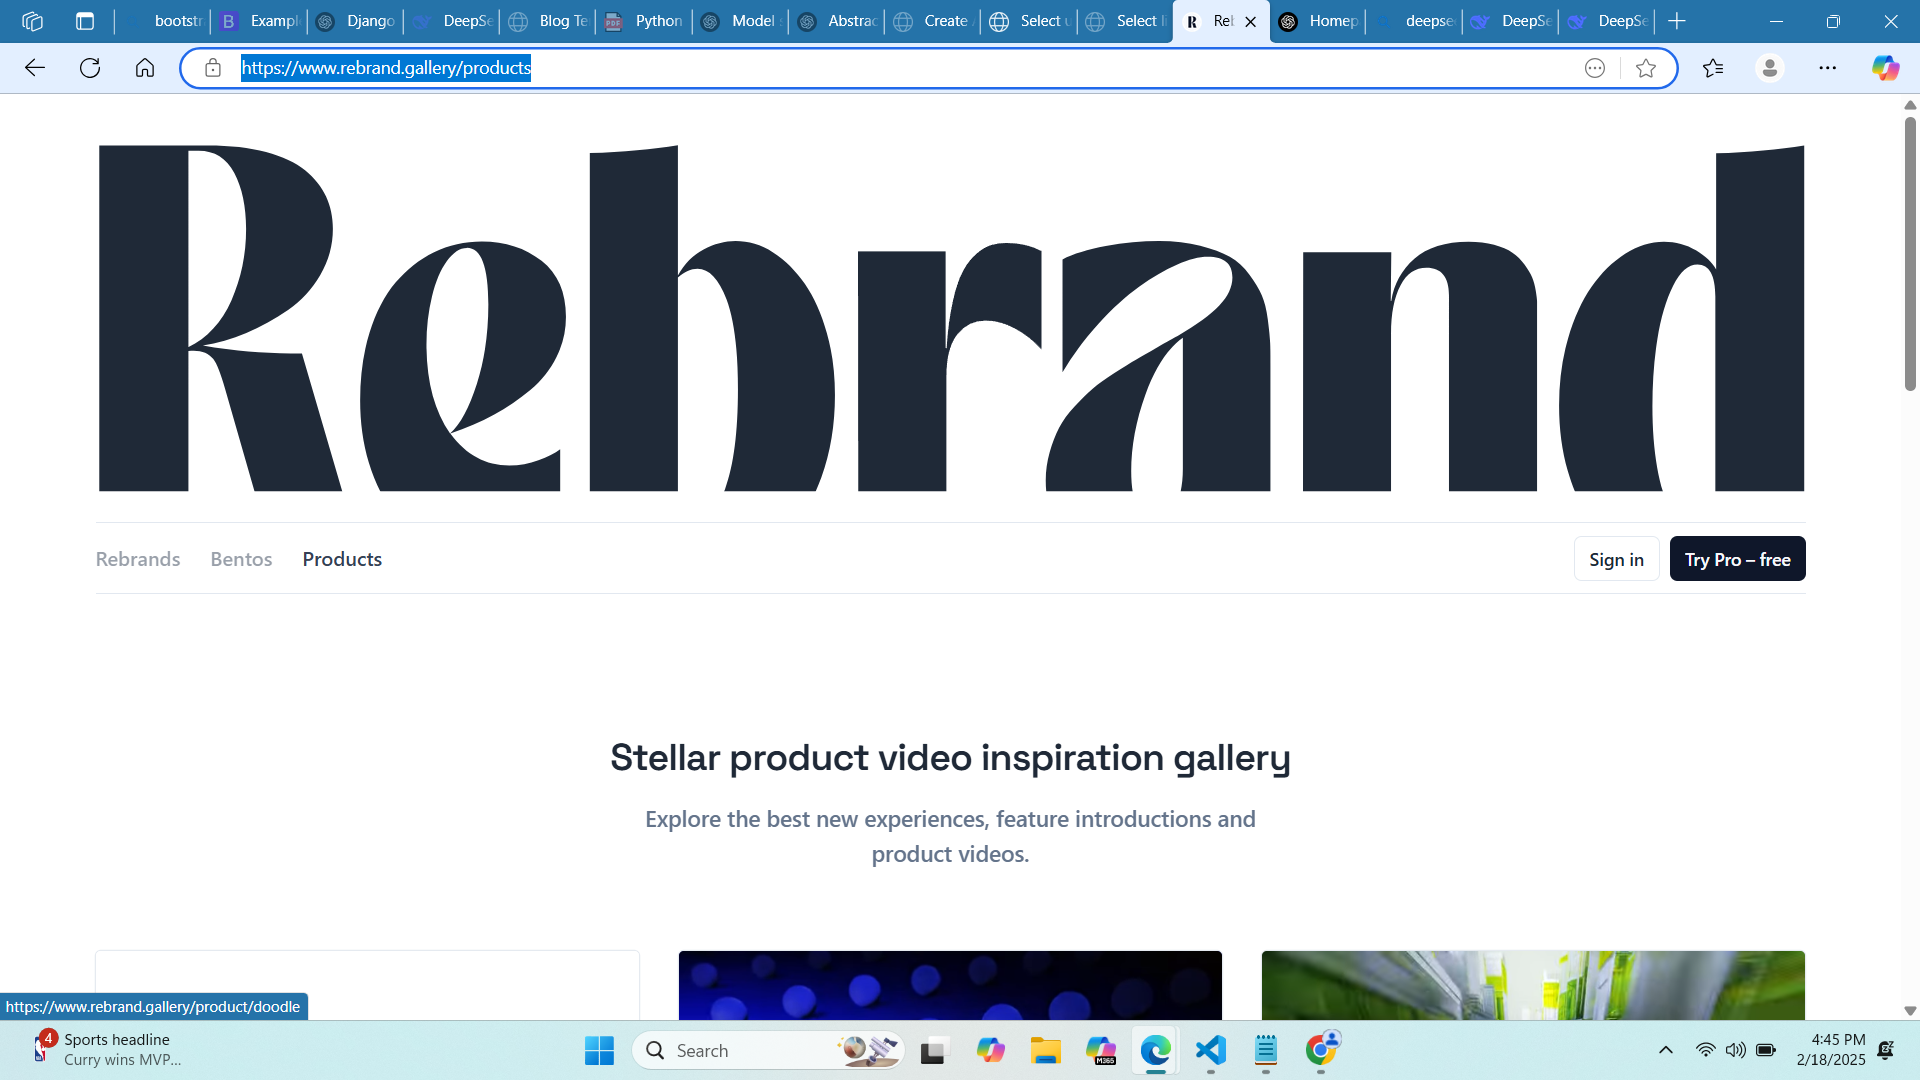 bootstr
Exampl
Django
DeepSe
Blog Te
Python
Model s
Abstrac
Create
Select u
Select li
Reb
Homep
deepse
DeepSe
DeepSe
https://www.rebrand.gallery/products
Rebrand
Rebrands
Bentos
Products
Sign in
Try Pro – free
Stellar product video inspiration gallery
Explore the best new experiences, feature introductions and
product videos.
https://www.rebrand.gallery/product/doodle
4
Sports headline
Curry wins MVP...
Search
M365
4:45 PM
2/18/2025